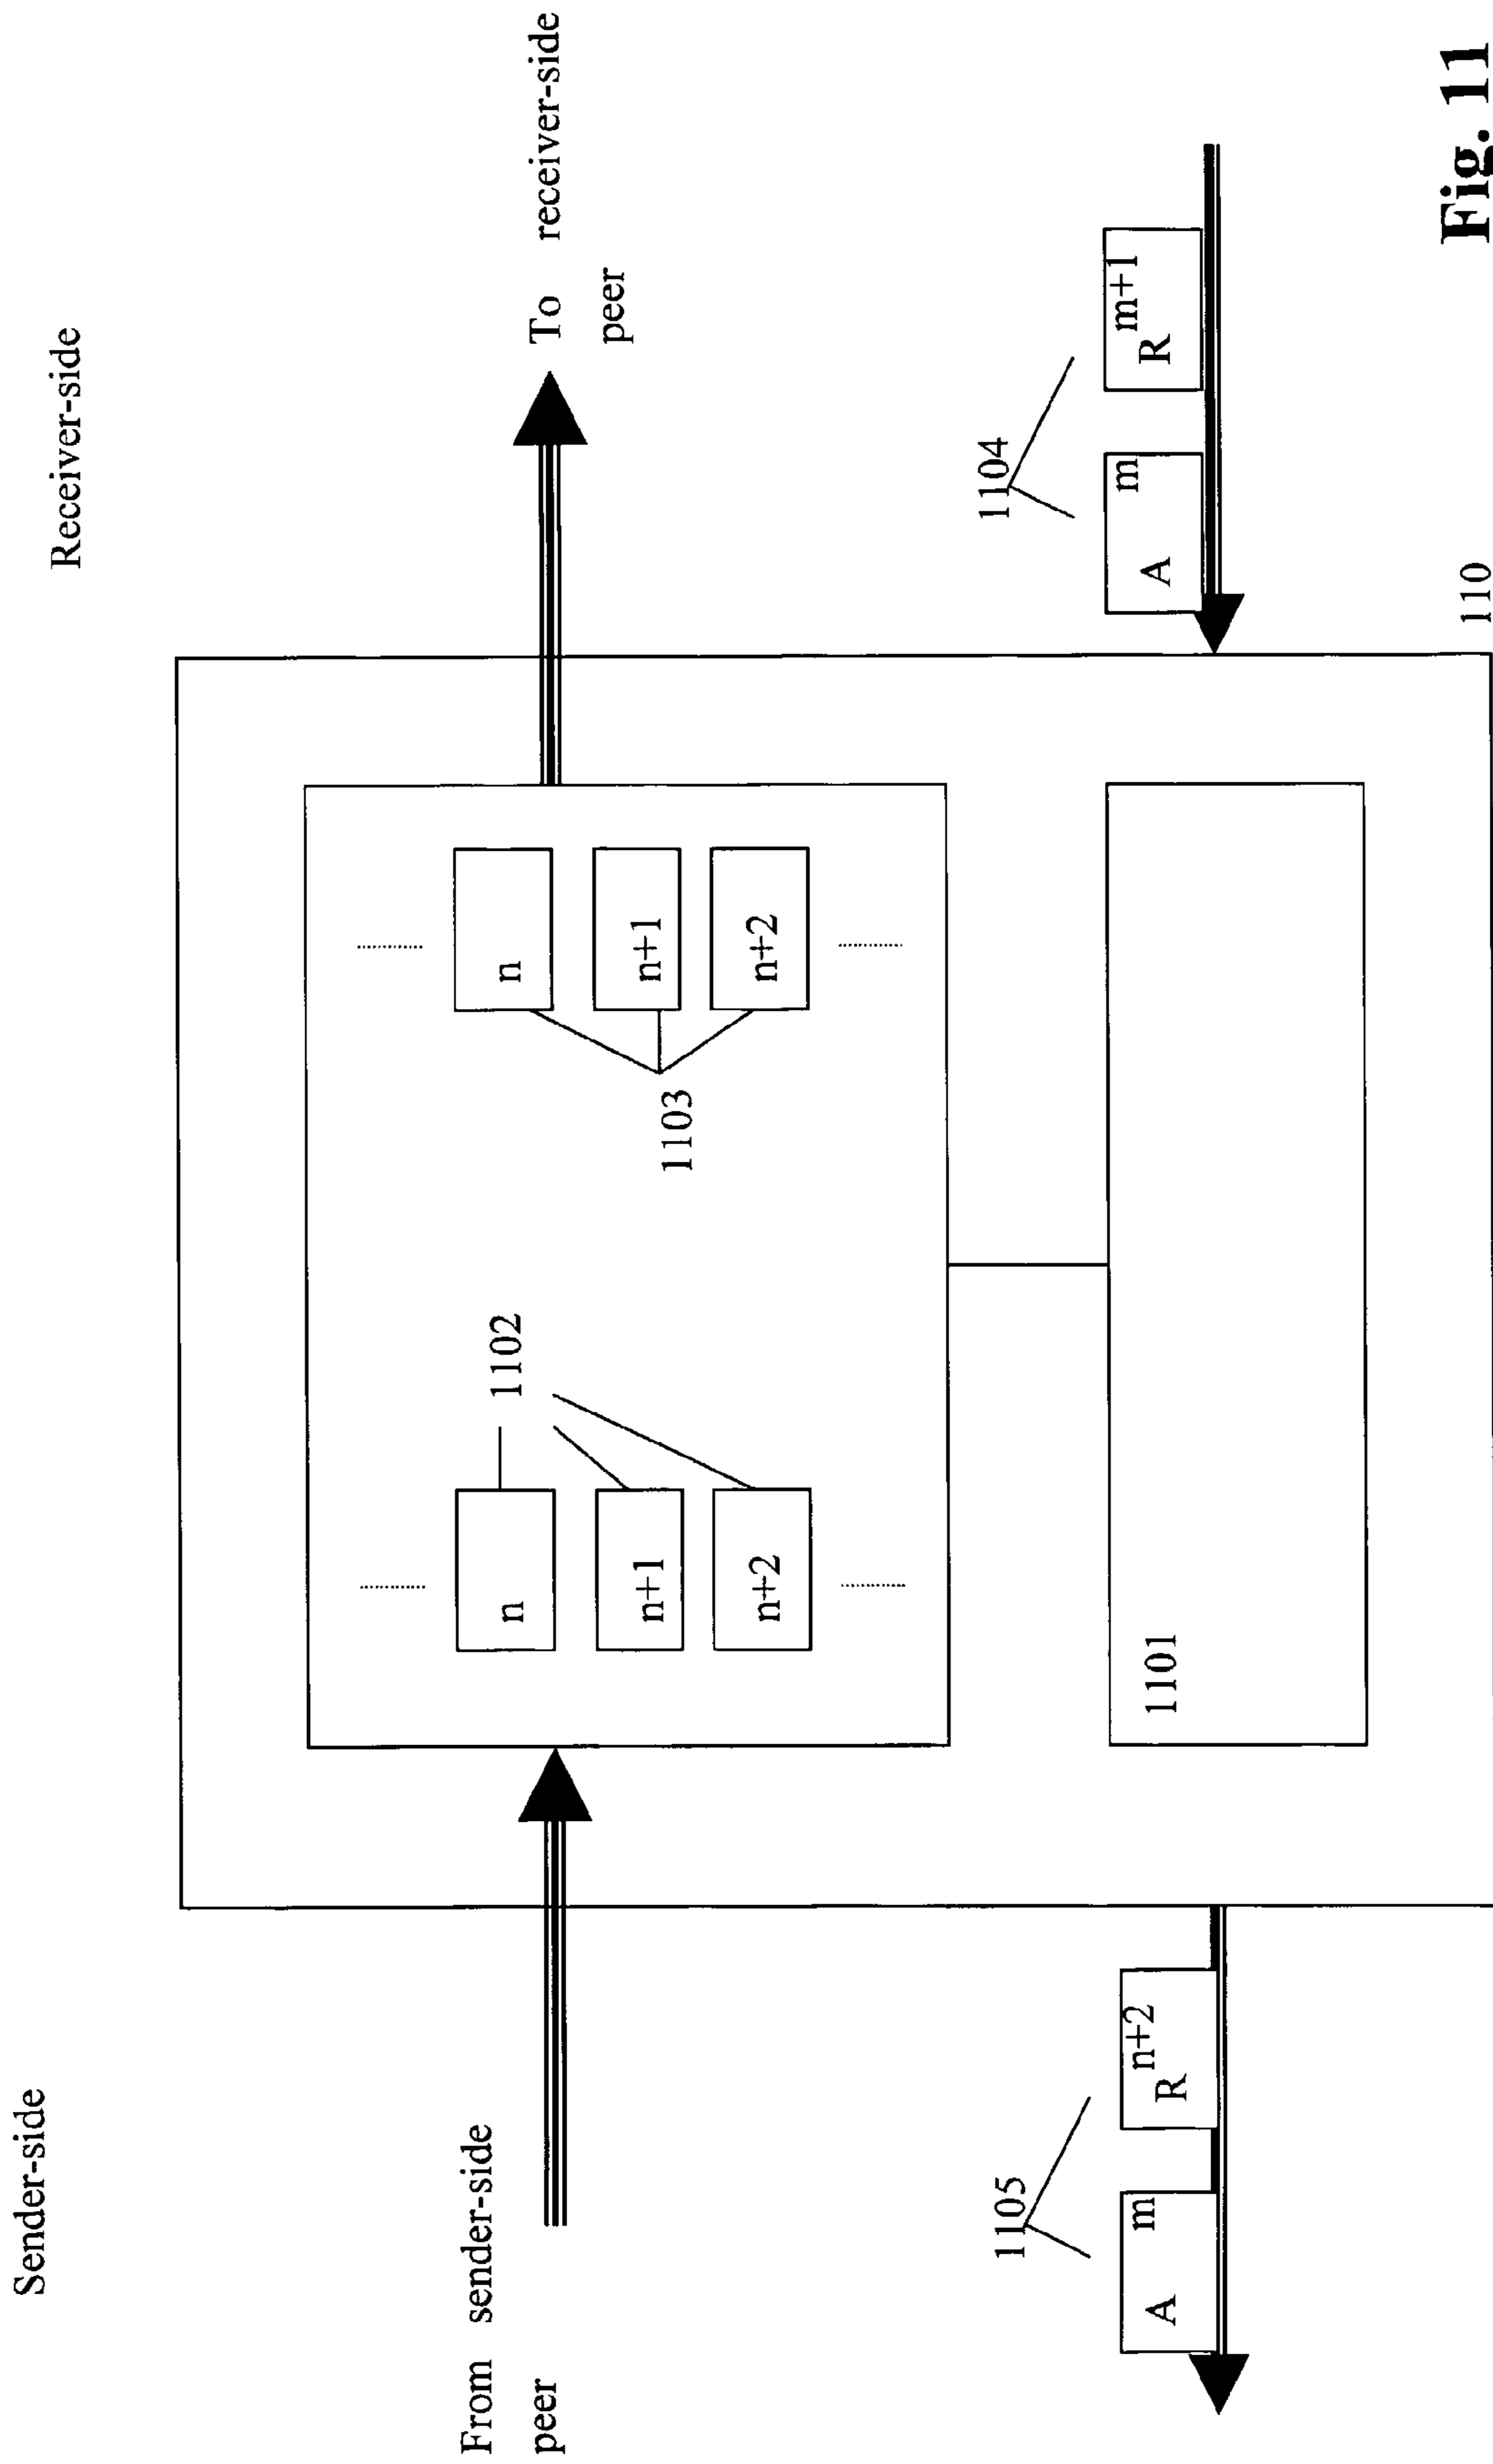 Sender-side
Receiver-side
From sender-side
peer
To receiver-side
peer
n
n+1
n+2
1102
n
n+1
n+2
1103
1101
1105
A m
R n+2
1104
A m
R m+1
110
Fig. 11